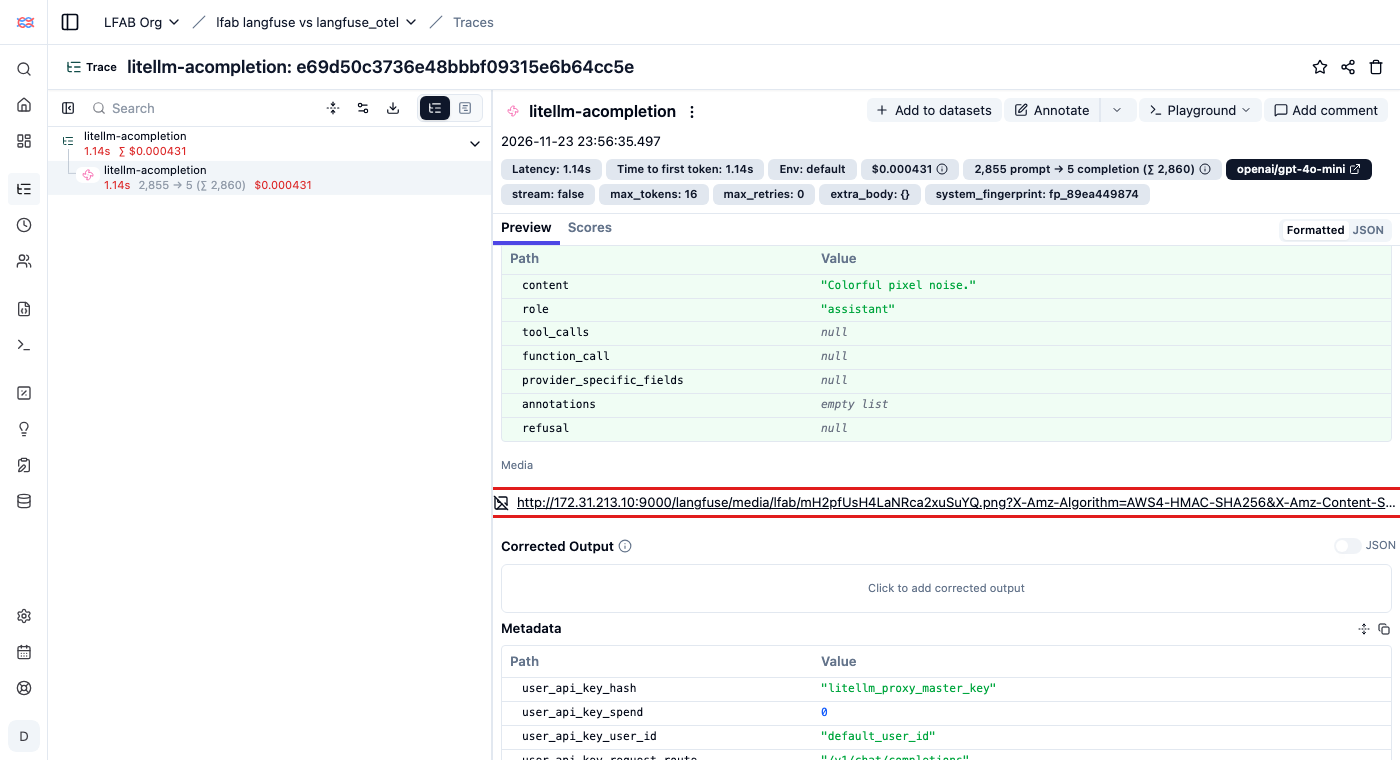 LFAB Org
lfab langfuse vs langfuse_otel
Traces
Trace
litellm-acompletion: e69d50c3736e48bbbf09315e6b64cc5e
Search
litellm-acompletion
1.14s ∑ $0.000431
litellm-acompletion
1.14s 2,855 → 5 (∑ 2,860) $0.000431
litellm-acompletion
Add to datasets
Annotate
Playground
Add comment
2026-11-23 23:56:35.497
Latency: 1.14s
Time to first token: 1.14s
Env: default
$0.000431
2,855 prompt → 5 completion (∑ 2,860)
openai/gpt-4o-mini
stream: false
max_tokens: 16
max_retries: 0
extra_body: {}
system_fingerprint: fp_89ea449874
Preview
Scores
Formatted
JSON
Path Value
content "Colorful pixel noise."
role "assistant"
tool_calls null
function_call null
provider_specific_fields null
annotations empty list
refusal null
Media
http://172.31.213.10:9000/langfuse/media/lfab/mH2pfUsH4LaNRca2xuSuYQ.png?X-Amz-Algorithm=AWS4-HMAC-SHA256&X-Amz-Content-S...
Corrected Output
JSON
Click to add corrected output
Metadata
Path Value
user_api_key_hash "litellm_proxy_master_key"
user_api_key_spend 0
user_api_key_user_id "default_user_id"
user_api_key_request_route "/v1/chat/completions"
D